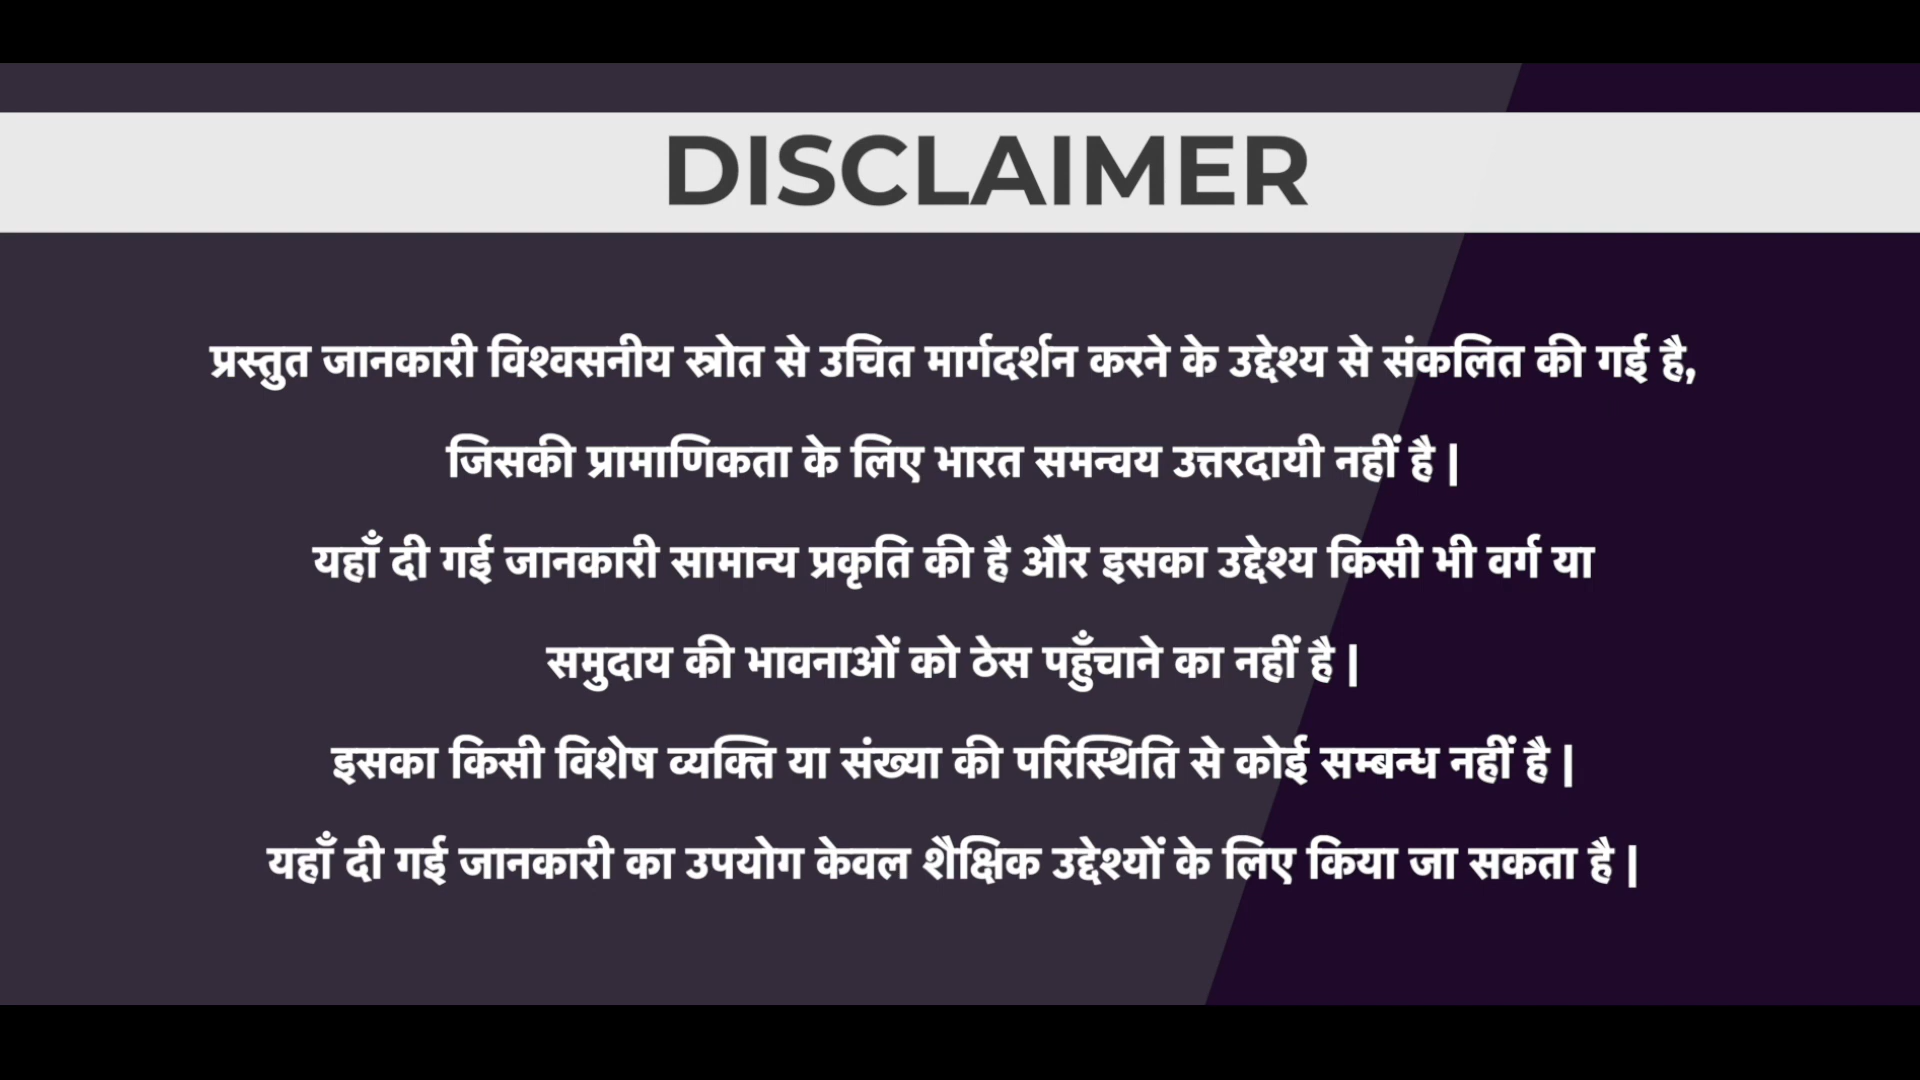 DISCLAIMER
प्रस्तुत जानकारी विश्वसनीय स्रोत से उचित मार्गदर्शन करने के उद्देश्य से संकलित की गई है,
जिसकी प्रामाणिकता के लिए भारत समन्वय उत्तरदायी नहीं है |
यहाँ दी गई जानकारी सामान्य प्रकृति की है और इसका उद्देश्य किसी भी वर्ग या
समुदाय की भावनाओं को ठेस पहुँचाने का नहीं है |
इसका किसी विशेष व्यक्ति या संख्या की परिस्थिति से कोई सम्बन्ध नहीं है |
यहाँ दी गई जानकारी का उपयोग केवल शैक्षिक उद्देश्यों के लिए किया जा सकता है |